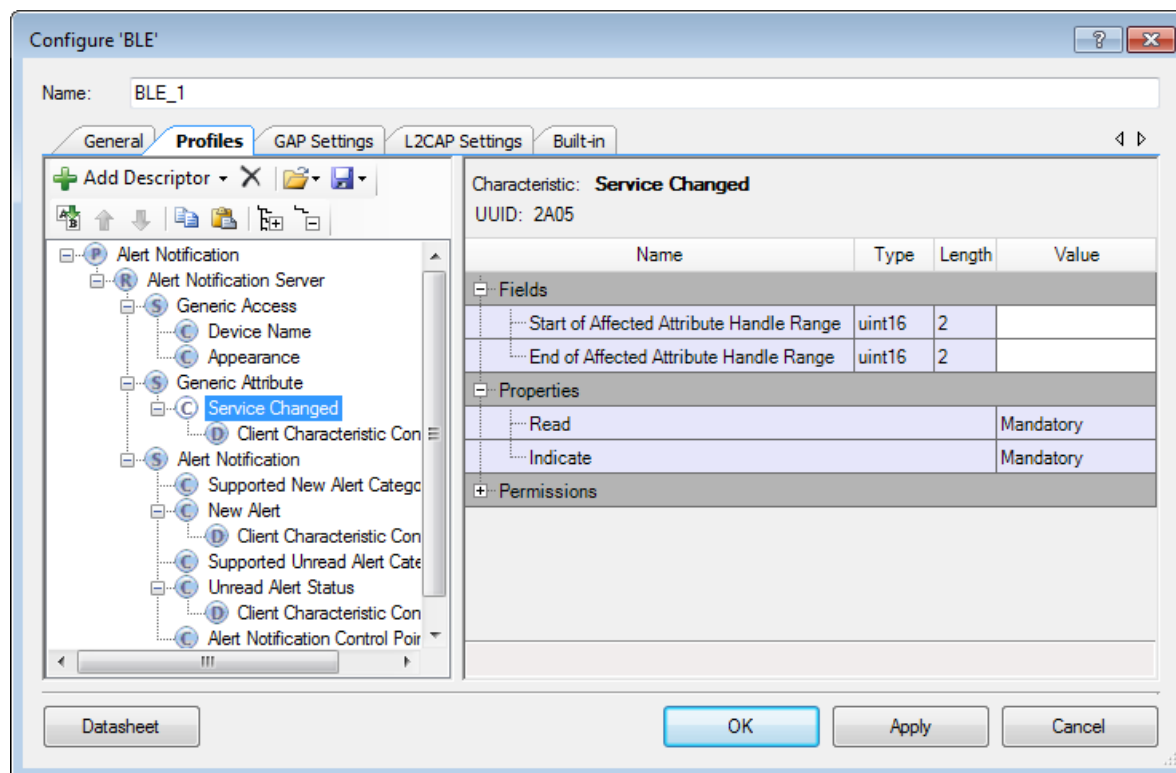 Configure 'BLE'
Name: BLE_1
General Profiles GAP Settings L2CAP Settings Built-in
Add Descriptor
Alert Notification
Alert Notification Server
Generic Access
Device Name
Appearance
Generic Attribute
Service Changed
Client Characteristic Con
Alert Notification
Supported New Alert Catego
New Alert
Client Characteristic Con
Supported Unread Alert Cate
Unread Alert Status
Client Characteristic Con
Alert Notification Control Poir
Characteristic: Service Changed
UUID: 2A05
Name Type Length Value
Fields
Start of Affected Attribute Handle Range uint16 2
End of Affected Attribute Handle Range uint16 2
Properties
Read Mandatory
Indicate Mandatory
Permissions
Datasheet OK Apply Cancel